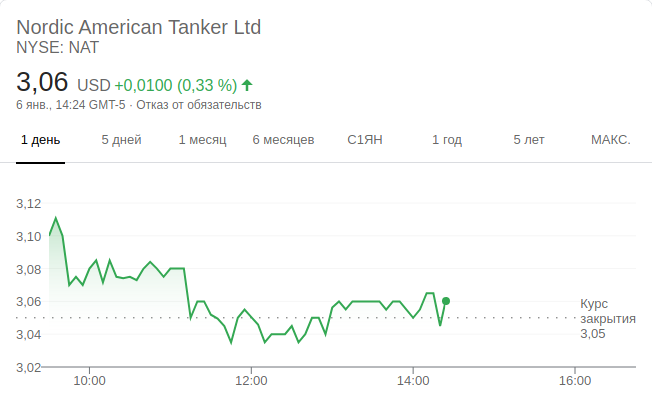 Nordic American Tanker Ltd
NYSE: NAT
3,06 USD +0,0100 (0,33 %)
6 янв., 14:24 GMT-5 · Отказ от обязательств
1 день 5 дней 1 месяц 6 месяцев С1ЯН 1 год 5 лет МАКС.
3,12
3,10
3,08
3,06
3,04
3,02
Курс
закрытия
3,05
10:00 12:00 14:00 16:00